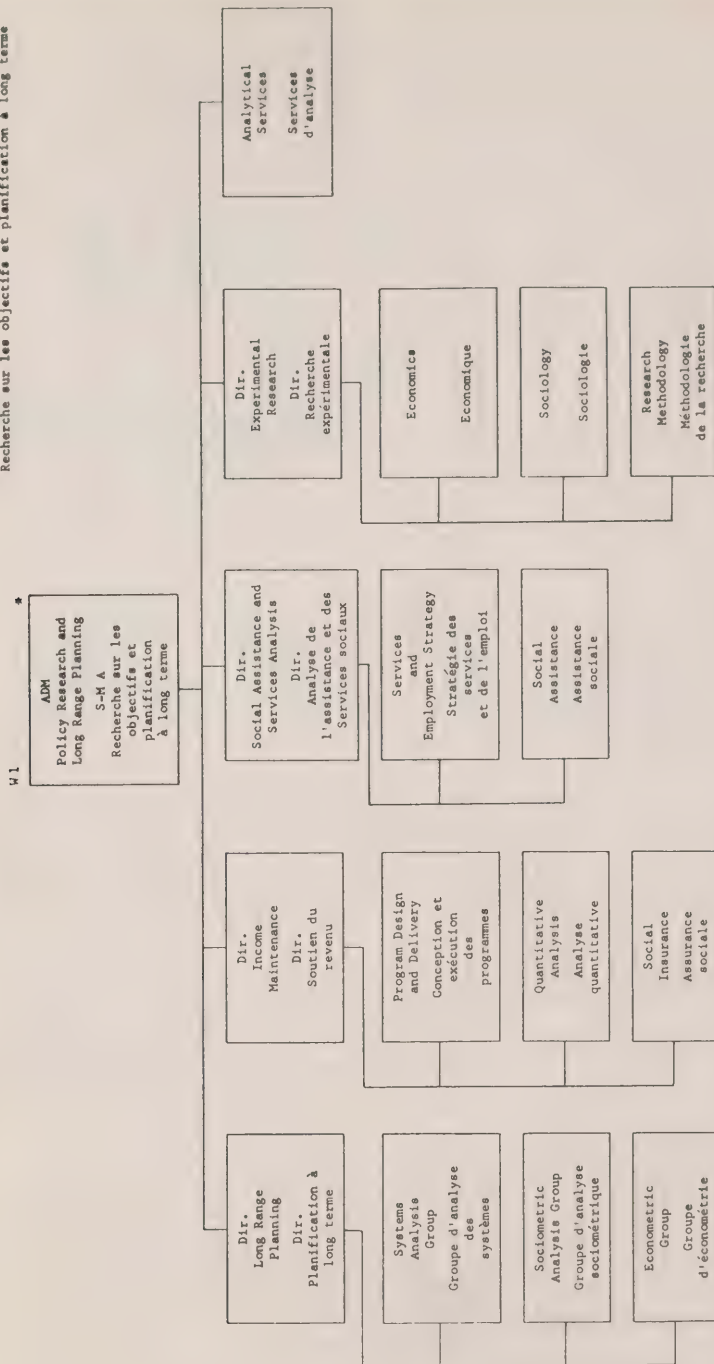 Recherche sur les objectifs et planification à long terme
W1
*
ADM
Policy Research and
Long Range Planning
S-M A
Recherche sur les
objectifs et
planification
à long terme
Dir.
Long Range
Planning
Dir.
Planification à
long terme
Systems
Analysis
Group
Groupe d'analyse
des
systèmes
Sociometric
Analysis Group
Groupe d'analyse
sociométrique
Econometric
Group
Groupe
d'économétrie
Dir.
Income
Maintenance
Dir.
Soutien du
revenu
Program Design
and Delivery
Conception et
exécution
des
programmes
Quantitative
Analysis
Analyse
quantitative
Social
Insurance
Assurance
sociale
Dir.
Social Assistance and
Services Analysis
Dir.
Analyse de
l'assistance et des
Services sociaux
Services
and
Employment Strategy
Stratégie des
services
et de l'emploi
Social
Assistance
Assistance
sociale
Dir.
Experimental
Research
Dir.
Recherche
expérimentale
Economics
Economique
Sociology
Sociologie
Research
Methodology
Méthodologie
de la recherche
Analytical
Services
Services
d'analyse